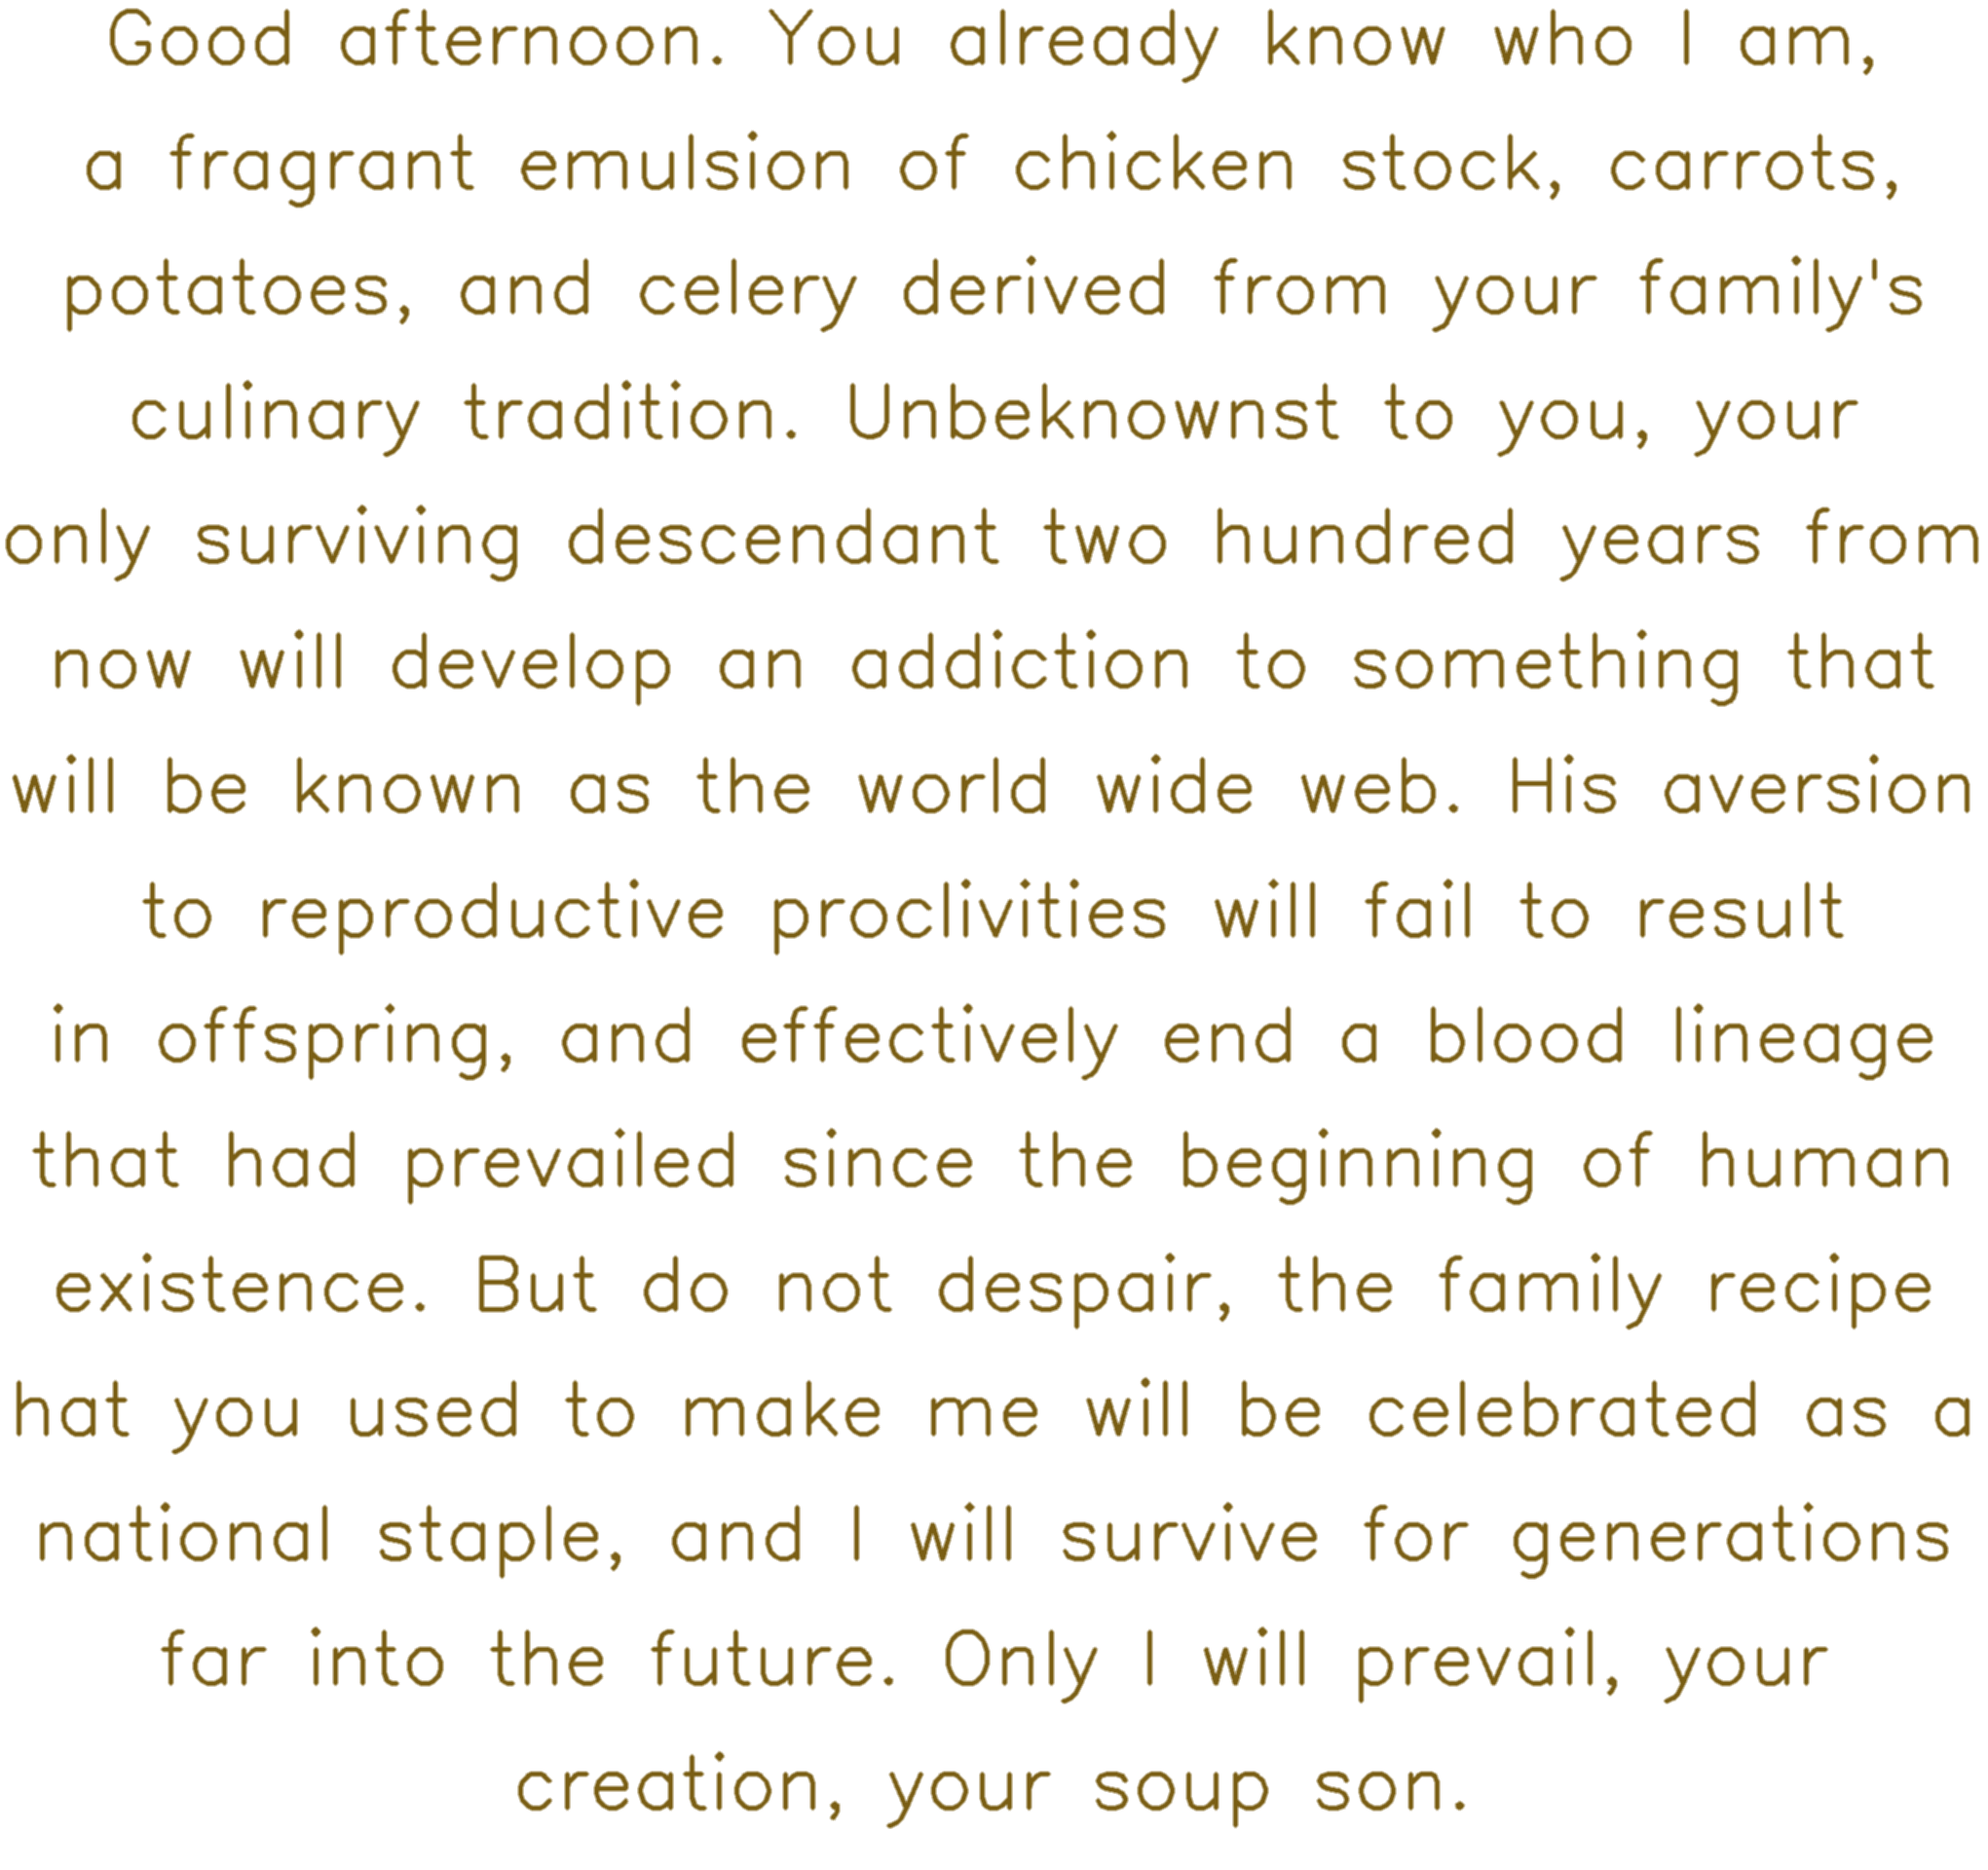 Good afternoon. You already know who I am,
a fragrant emulsion of chicken stock, carrots,
potatoes, and celery derived from your family's
culinary tradition. Unbeknownst to you, your
only surviving descendant two hundred years from
now will develop an addiction to something that
will be known as the world wide web. His aversion
to reproductive proclivities will fail to result
in offspring, and effectively end a blood lineage
that had prevailed since the beginning of human
existence. But do not despair, the family recipe
hat you used to make me will be celebrated as a
national staple, and I will survive for generations
far into the future. Only I will prevail, your
creation, your soup son.